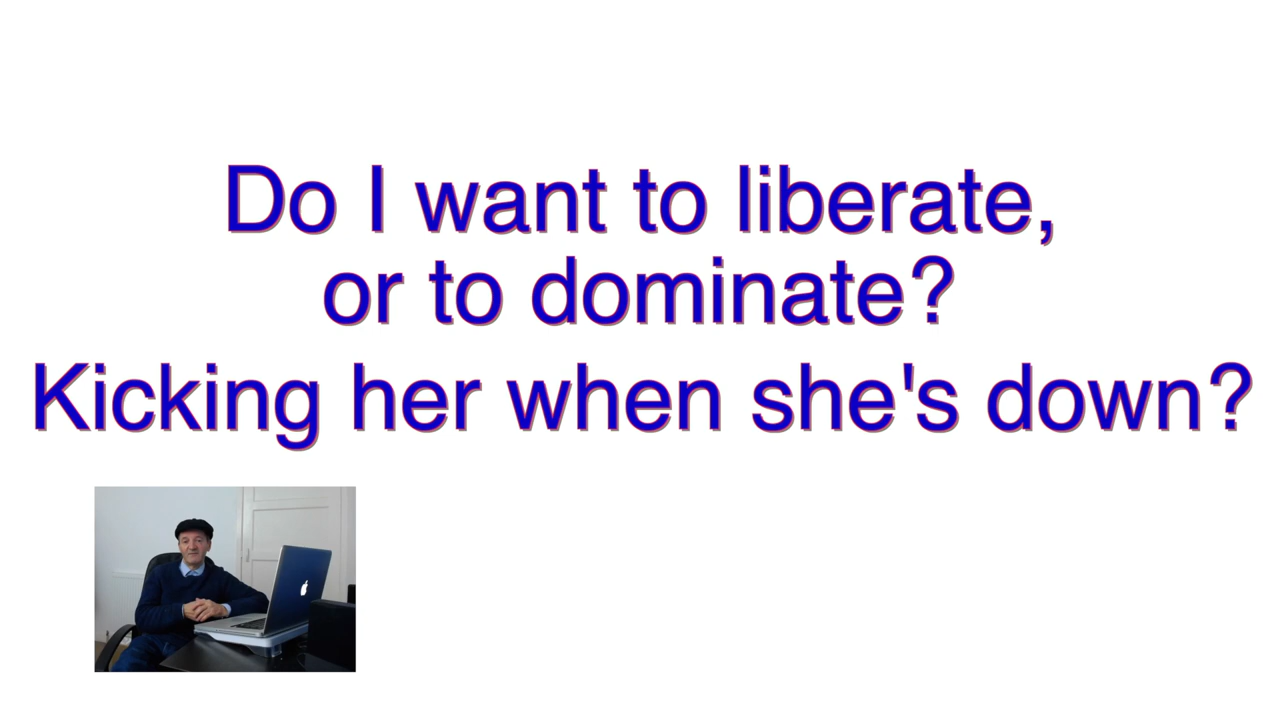 Do I want to liberate,
or to dominate?
Kicking her when she's down?